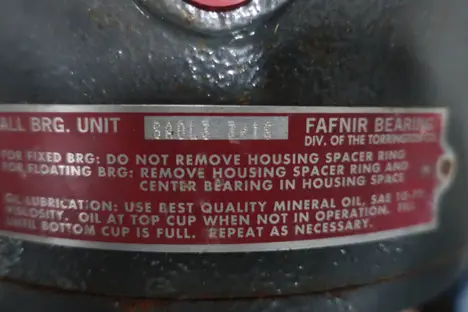 ALL BRG. UNIT FAFNIR BEARING
DIV. OF THE TORRINGTON
FOR FIXED BRG: DO NOT REMOVE HOUSING SPACER RING
FOR FLOATING BRG: REMOVE HOUSING SPACER RING AND
CENTER BEARING IN HOUSING SPACE
OIL LUBRICATION: USE BEST QUALITY MINERAL OIL, SAE
VISCOSITY. OIL AT TOP CUP WHEN NOT IN OPERATION.
UNTIL BOTTOM CUP IS FULL. REPEAT AS NECESSARY.